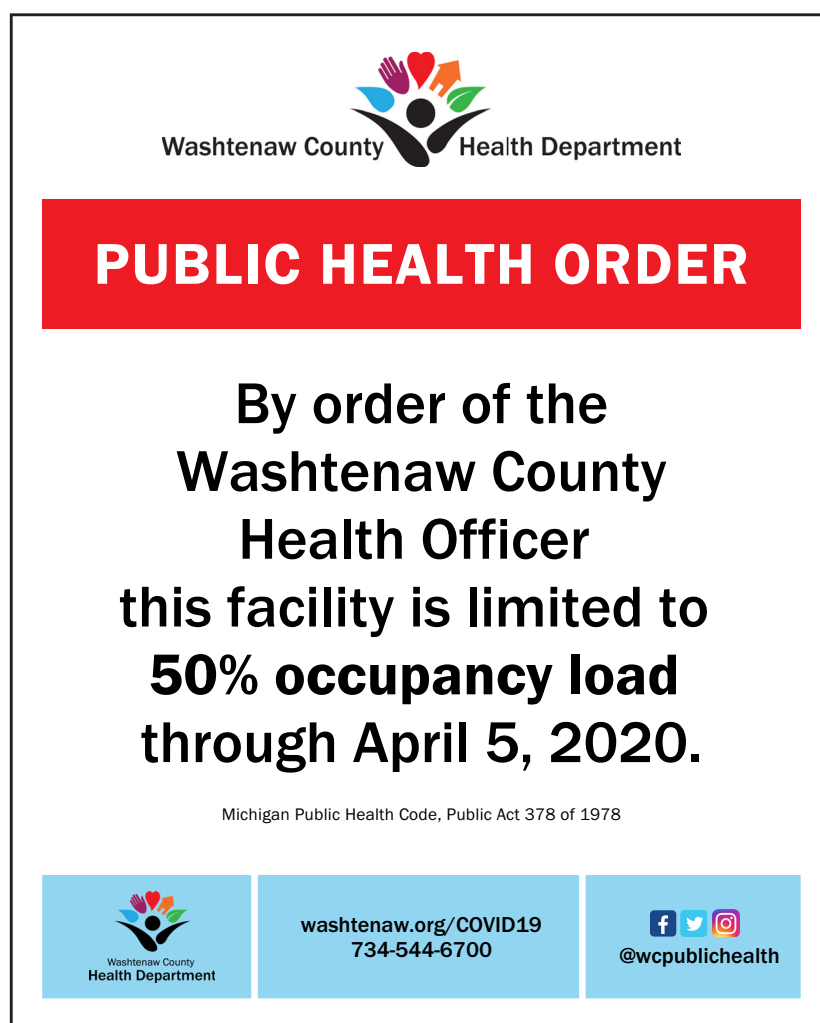 Washtenaw County Health Department
PUBLIC HEALTH ORDER
By order of the
Washtenaw County
Health Officer
this facility is limited to
50% occupancy load
through April 5, 2020.
Michigan Public Health Code, Public Act 378 of 1978
Washtenaw County
Health Department
washtenaw.org/COVID19
734-544-6700
@wcpublichealth